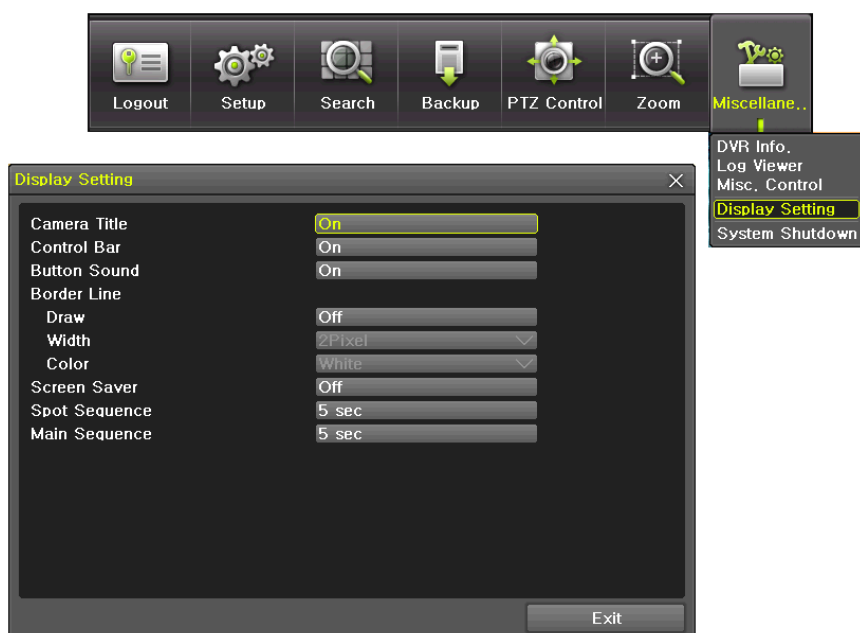 Logout Setup Search Backup PTZ Control Zoom Miscellane..
DVR Info.
Log Viewer
Misc. Control
Display Setting
System Shutdown
Display Setting
Camera Title On
Control Bar On
Button Sound On
Border Line
Draw Off
Width 2Pixel
Color White
Screen Saver Off
Spot Sequence 5 sec
Main Sequence 5 sec
Exit